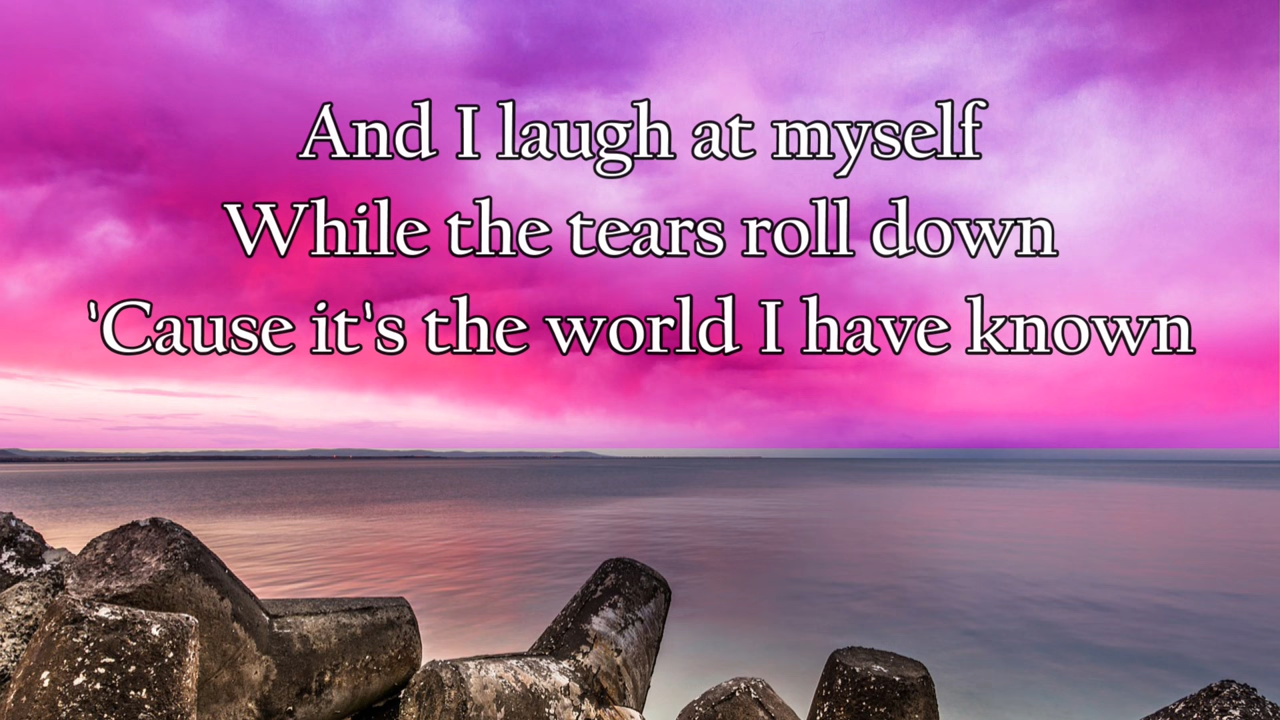 And I laugh at myself
While the tears roll down
'Cause it's the world I have known